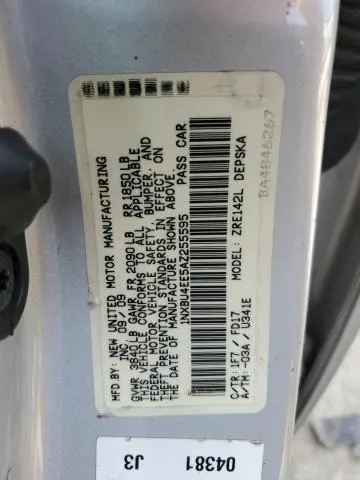 MFD. BY: NEW UNITED MOTOR MANUFACTURING
INC. 09/09
GVWR 3840LB GAWR FR 2090LB RR1850LB
THIS VEHICLE CONFORMS TO ALL APPLICABLE
FEDERAL MOTOR VEHICLE SAFETY, BUMPER, AND
THEFT PREVENTION STANDARDS IN EFFECT ON
THE DATE OF MANUFACTURE SHOWN ABOVE.
1NXBU4EE5AZ255595 PASS CAR
BA4846267
MODEL: ZRE142L DEPSKA
C/TR: 1F7 / FD17
A/TM: -03A / U341E
04381
J3